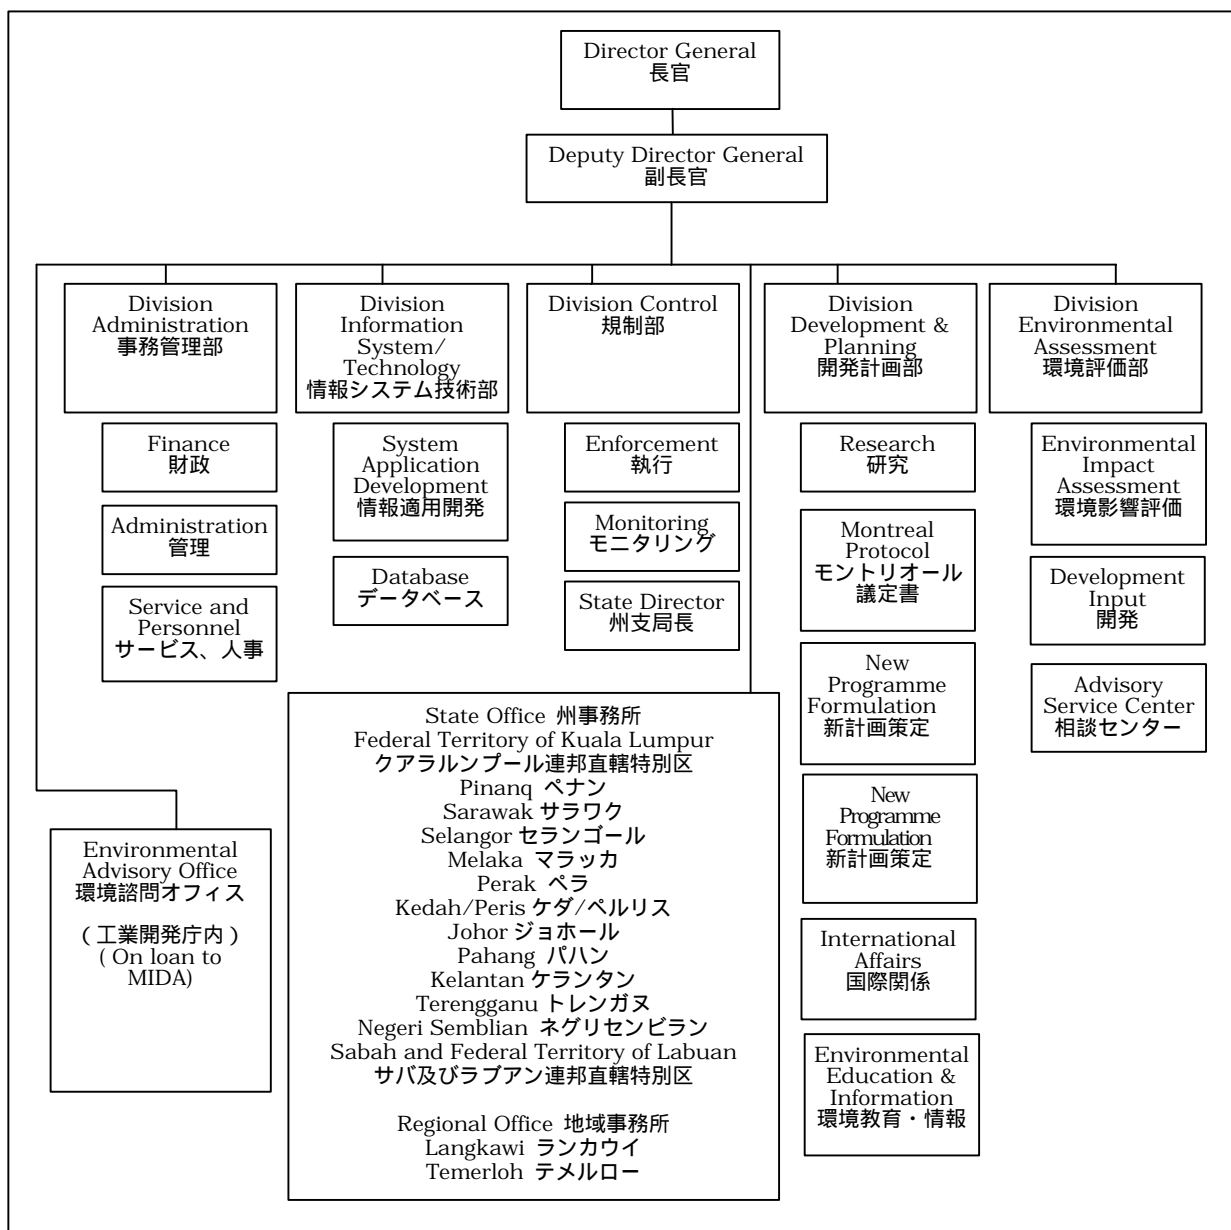 Director General
長官
Deputy Director General
副長官
Division
Administration
事務管理部
Finance
財政
Administration
管理
Service and
Personnel
サービス、人事
Division
Information
System/
Technology
情報システム技術部
System
Application
Development
情報適用開発
Database
データベース
Division Control
規制部
Enforcement
執行
Monitoring
モニタリング
State Director
州支局長
Division
Development &
Planning
開発計画部
Research
研究
Montreal
Protocol
モントリオール
議定書
New
Programme
Formulation
新計画策定
New
Programme
Formulation
新計画策定
International
Affairs
国際関係
Environmental
Education &
Information
環境教育・情報
Division
Environmental
Assessment
環境評価部
Environmental
Impact
Assessment
環境影響評価
Development
Input
開発
Advisory
Service Center
相談センター
State Office 州事務所
Federal Territory of Kuala Lumpur
クアラルンプール連邦直轄特別区
Pinanq ペナン
Sarawak サラワク
Selangor セランゴール
Melaka マラッカ
Perak ペラ
Kedah/Peris ケダ/ペルリス
Johor ジョホール
Pahang パハン
Kelantan ケランタン
Terengganu トレンガヌ
Negeri Semblian ネグリセンビラン
Sabah and Federal Territory of Labuan
サバ及びラブアン連邦直轄特別区
Regional Office 地域事務所
Langkawi ランカウイ
Temerloh テメルロー
Environmental
Advisory Office
環境諮問オフィス
(工業開発庁内)
( On loan to
MIDA)